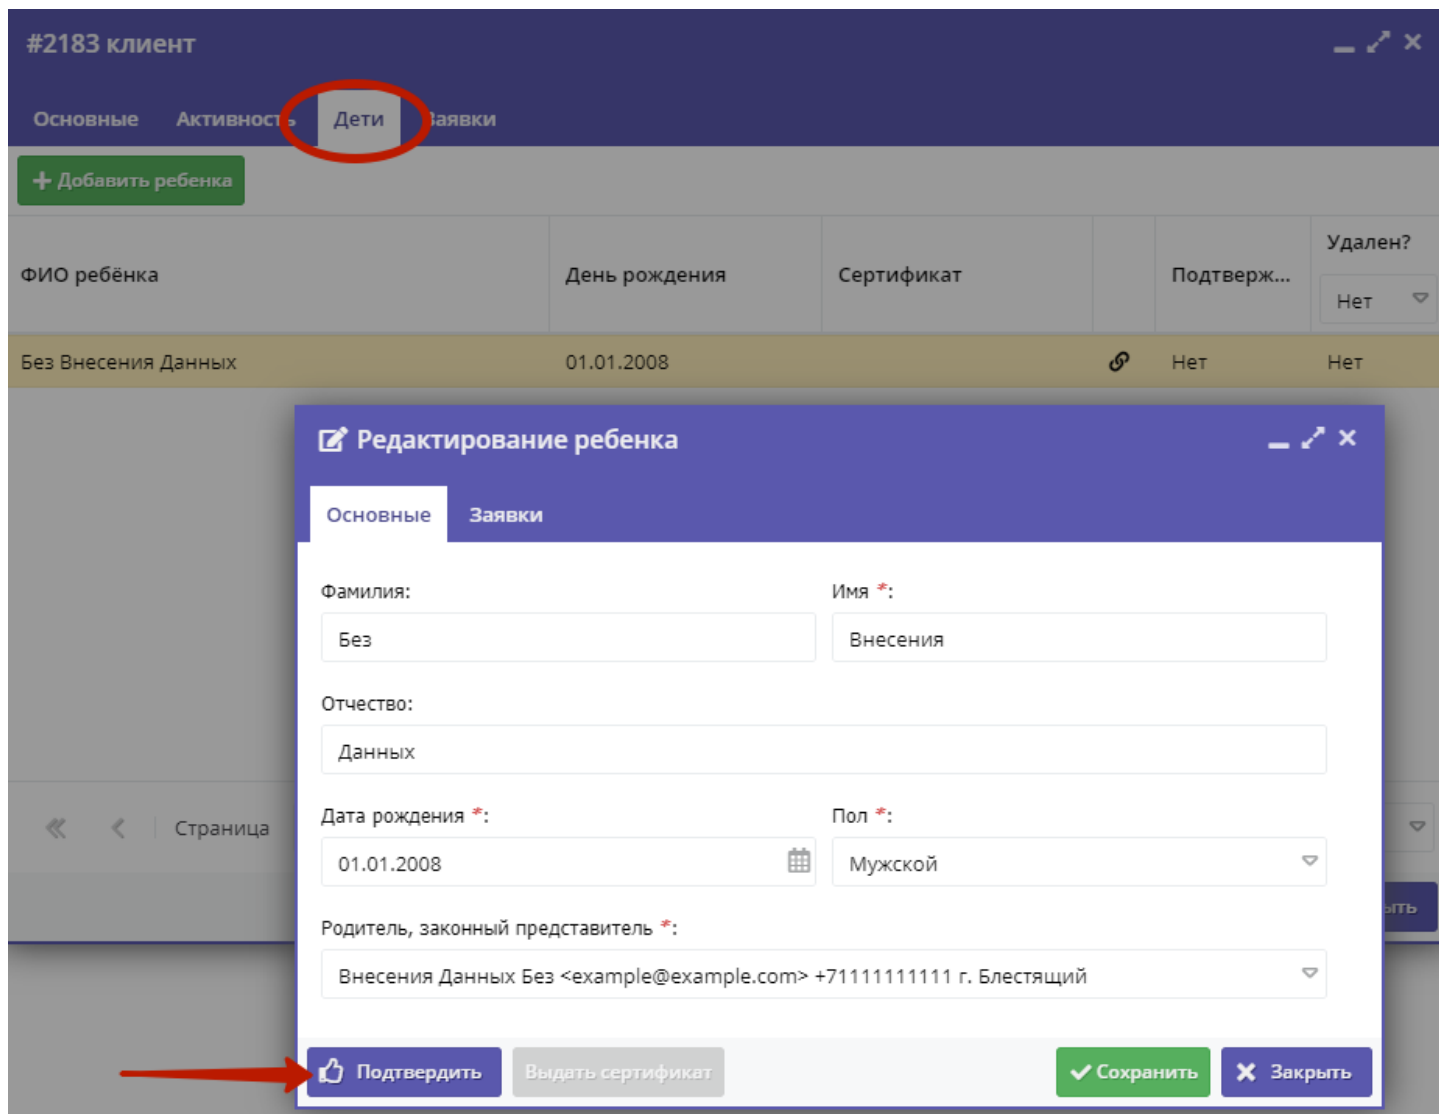 #2183 клиент
Основные Активность Дети Заявки
Добавить ребенка
ФИО ребёнка День рождения Сертификат Подтверж... Удален?
Нет
Без Внесения Данных 01.01.2008 Нет Нет
Редактирование ребенка
Основные Заявки
Фамилия: Имя *:
Без Внесения
Отчество:
Данных
Дата рождения *: Пол *:
Страница
01.01.2008 Мужской
Родитель, законный представитель *:
Внесения Данных Без <example@example.com> +71111111111 г. Блестящий
Подтвердить Выдать сертификат Сохранить Закрыть